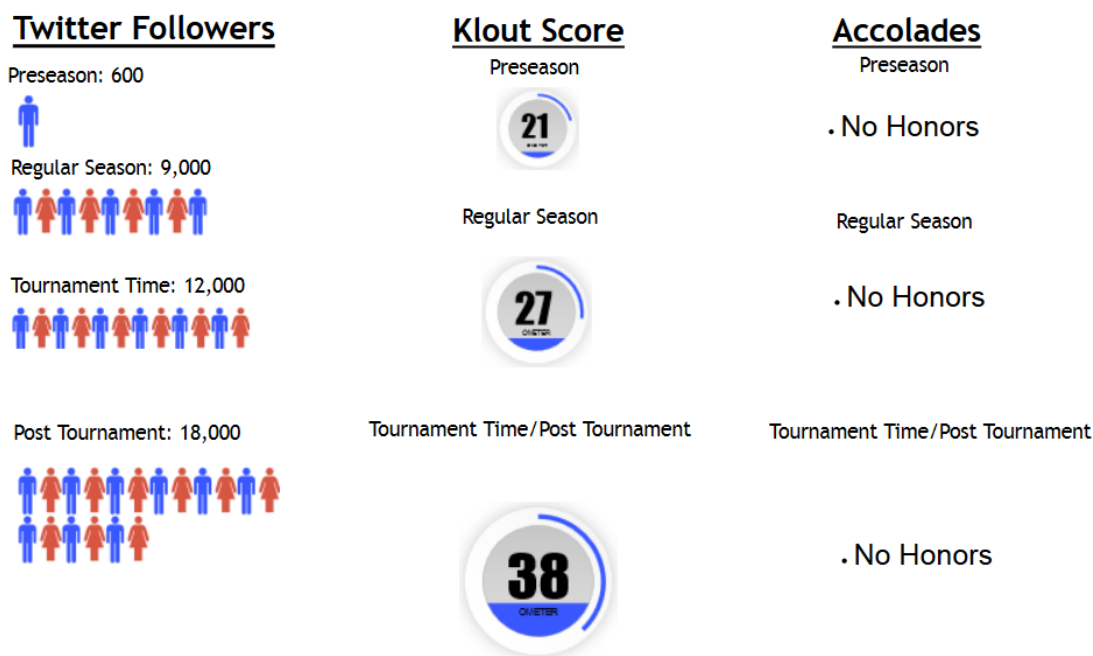 Twitter Followers
Preseason: 600
Regular Season: 9,000
Tournament Time: 12,000
Post Tournament: 18,000
Klout Score
Preseason
21
Regular Season
27
OMETER
Tournament Time/Post Tournament
38
OMETER
Accolades
Preseason
• No Honors
Regular Season
• No Honors
Tournament Time/Post Tournament
• No Honors